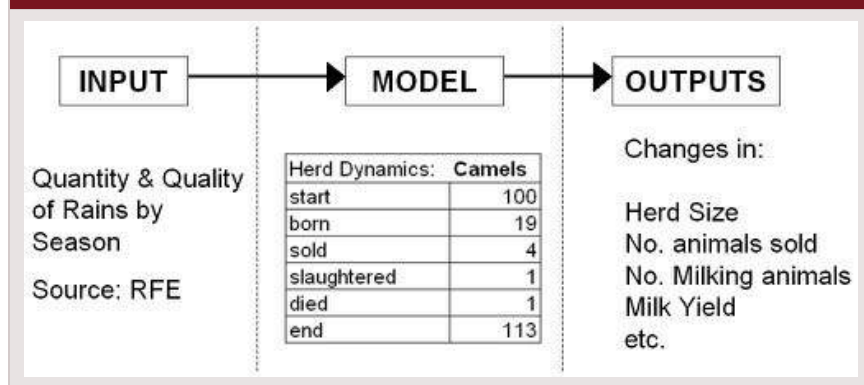 INPUT
MODEL
OUTPUTS
Quantity & Quality
of Rains by
Season
Source: RFE
Herd Dynamics: Camels
start 100
born 19
sold 4
slaughtered 1
died 1
end 113
Changes in:
Herd Size
No. animals sold
No. Milking animals
Milk Yield
etc.